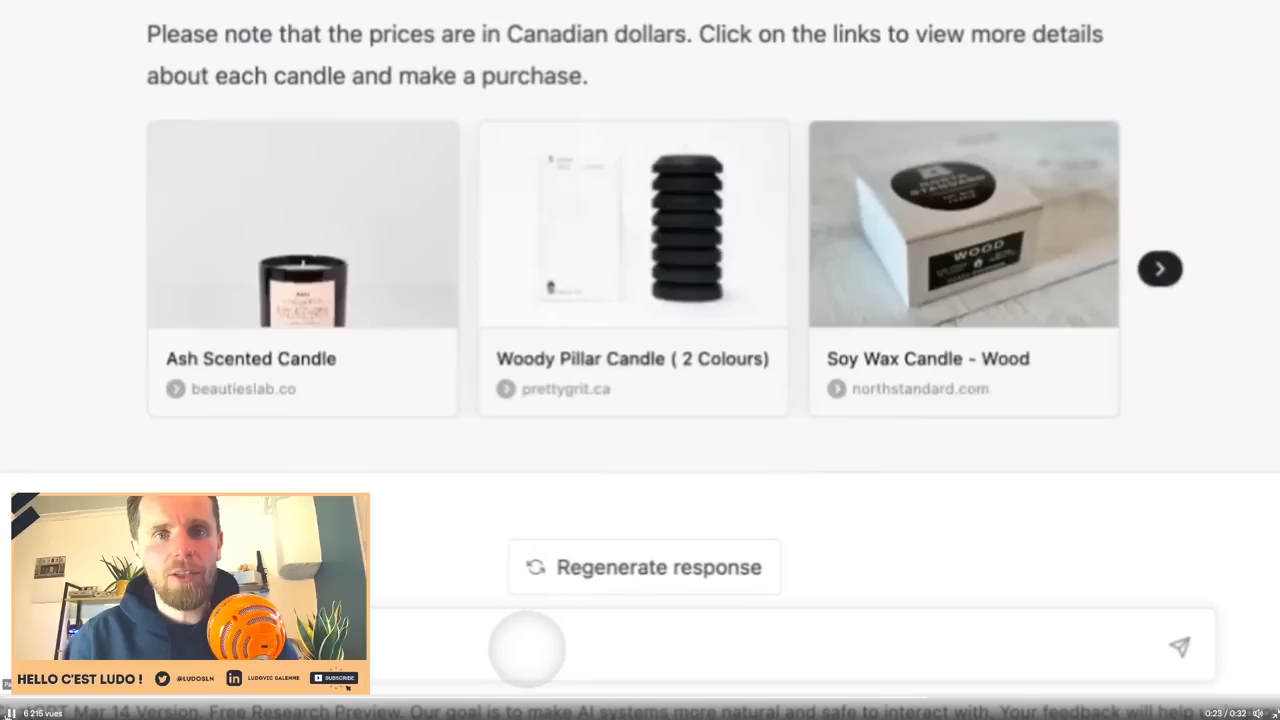 Please note that the prices are in Canadian dollars. Click on the links to view more details
about each candle and make a purchase.
NORTH
STANDARD
WOOD
Ash Scented Candle
Woody Pillar Candle ( 2 Colours)
Soy Wax Candle - Wood
beautieslab.co
prettygrit.ca
northstandard.com
Regenerate response
HELLO C'EST LUDO !
@LUDOSLN
LUDOVIC SALENNE
SUBSCRIBE
6 215 vues
Mar 14 Version. Free Research Preview. Our goal is to make AI systems more natural and safe to interact with. Your feedback will help
0:23 / 0:32